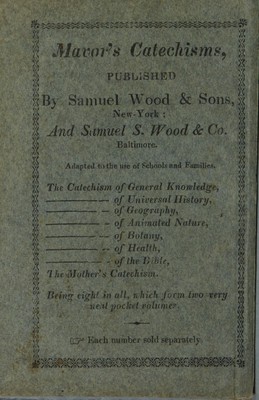 Mavor's Catechisms,
PUBLISHED
By Samuel Wood & Sons,
New-York:
And Samuel S. Wood & Co.
Baltimore.
Adapted to the use of Schools and Families.
The Catechism of General Knowledge,
——— of Universal History,
——— of Geography,
——— of Animated Nature,
——— of Botany,
——— of Health,
——— of the Bible,
The Mother's Catechism.
Being eight in all, which form two very
neat pocket volumes.
☞ Each number sold separately.